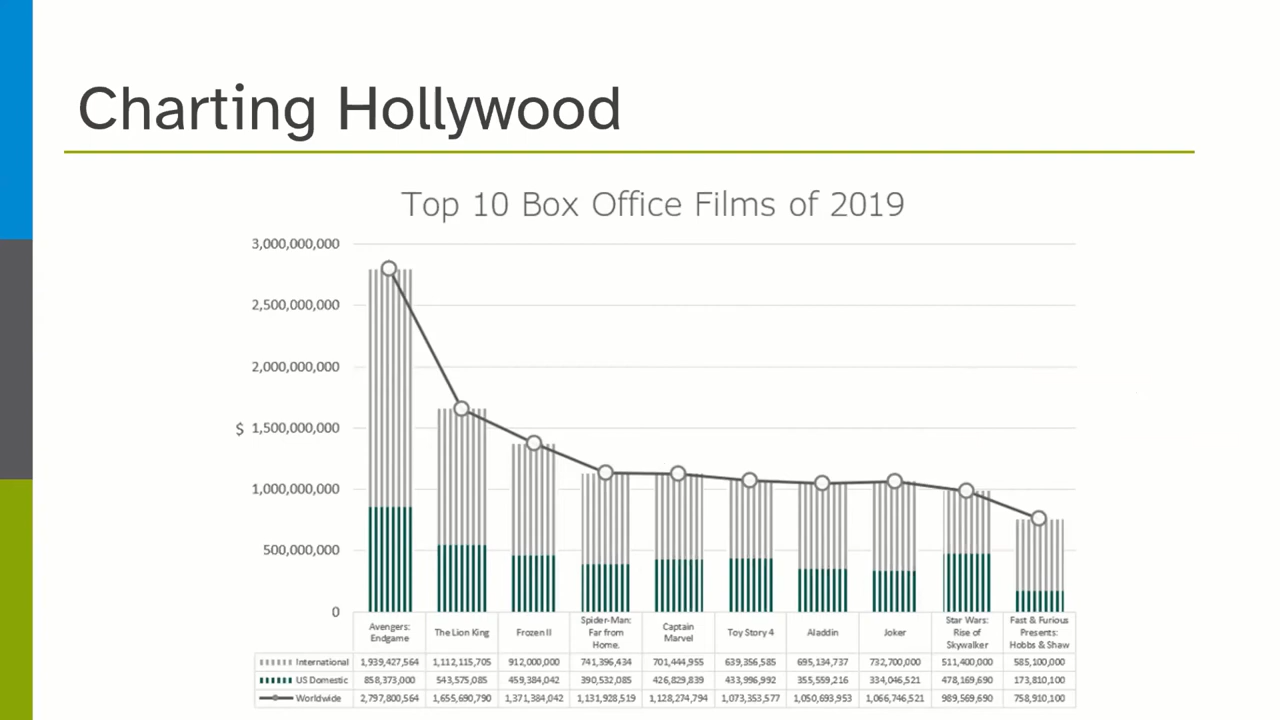 Charting Hollywood
Top 10 Box Office Films of 2019
3,000,000,000
2,500,000,000
2,000,000,000
$ 1,500,000,000
1,000,000,000
500,000,000
0
Avengers: Endgame
The Lion King
Frozen II
Spider-Man: Far from Home.
Captain Marvel
Toy Story 4
Aladdin
Joker
Star Wars: Rise of Skywalker
Fast & Furious Presents: Hobbs & Shaw
International 1,939,427,564 1,112,115,705 912,000,000 741,396,434 701,444,955 639,356,585 695,134,737 732,700,000 511,400,000 585,100,000
US Domestic 858,373,000 543,575,085 459,384,042 390,532,085 426,829,839 433,996,992 355,559,216 334,046,521 478,169,690 173,810,100
Worldwide 2,797,800,564 1,655,690,790 1,371,384,042 1,131,928,519 1,128,274,794 1,073,353,577 1,050,693,953 1,066,746,521 989,569,690 758,910,100